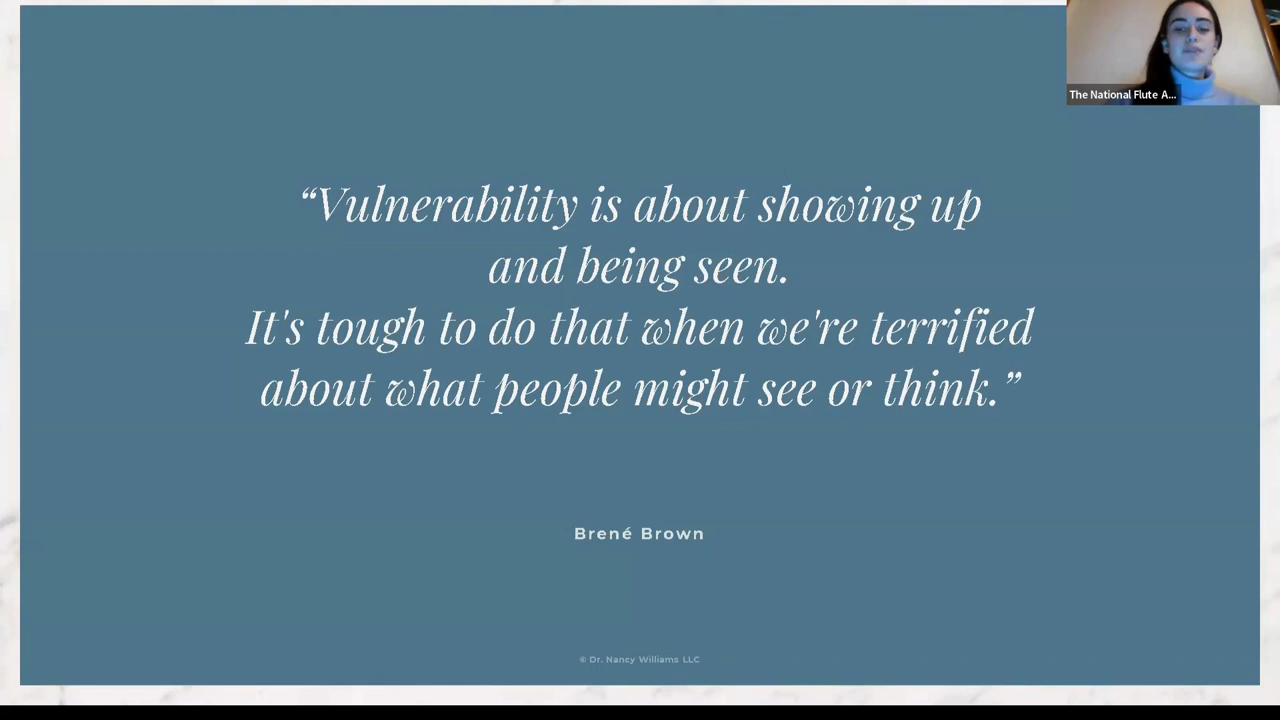 The National Flute A...
“Vulnerability is about showing up
and being seen.
It's tough to do that when we're terrified
about what people might see or think.”
Brené Brown
© Dr. Nancy Williams LLC